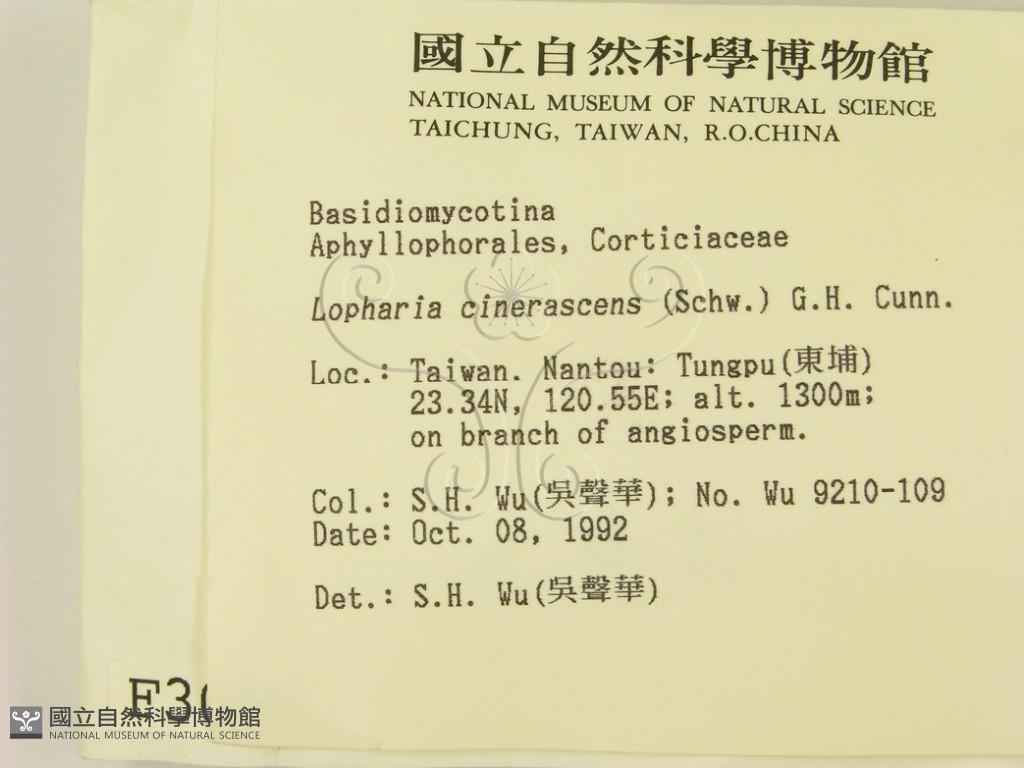 國立自然科學博物館
NATIONAL MUSEUM OF NATURAL SCIENCE
TAICHUNG, TAIWAN, R.O.CHINA
Basidiomycotina
Aphyllophorales, Corticiaceae
Lopharia cinerascens (Schw.) G.H. Cunn.
Loc.: Taiwan. Nantou: Tungpu(東埔)
23.34N, 120.55E; alt. 1300m;
on branch of angiosperm.
Col.: S.H. Wu(吳聲華); No. Wu 9210-109
Date: Oct. 08, 1992
Det.: S.H. Wu(吳聲華)
國立自然科學博物館
NATIONAL MUSEUM OF NATURAL SCIENCE